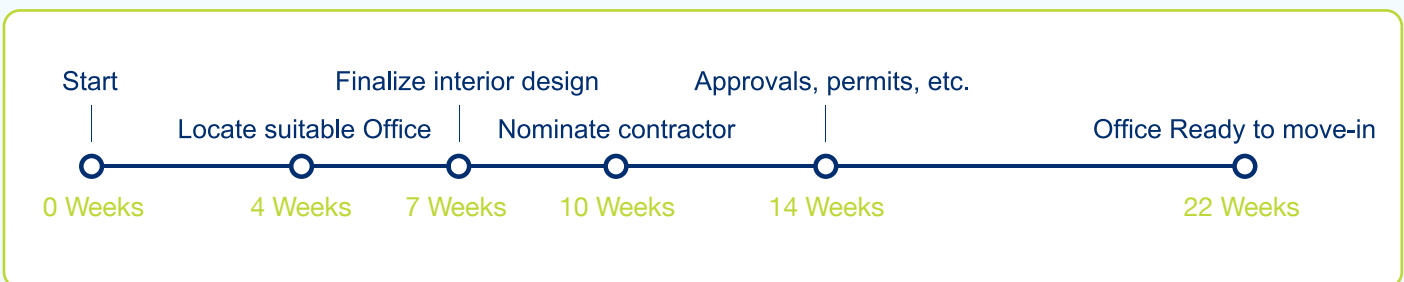 Start
Finalize interior design
Approvals, permits, etc.
Locate suitable Office
Nominate contractor
Office Ready to move-in
0 Weeks
4 Weeks
7 Weeks
10 Weeks
14 Weeks
22 Weeks